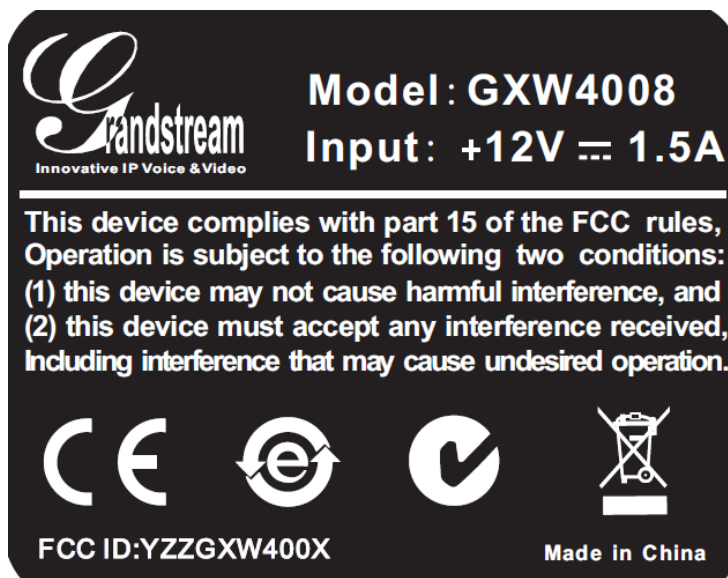 Grandstream
Innovative IP Voice & Video
Model: GXW4008
Input: +12V ⎓ 1.5A
This device complies with part 15 of the FCC rules,
Operation is subject to the following two conditions:
(1) this device may not cause harmful interference, and
(2) this device must accept any interference received,
Including interference that may cause undesired operation.
CE e
FCC ID:YZZGXW400X
Made in China